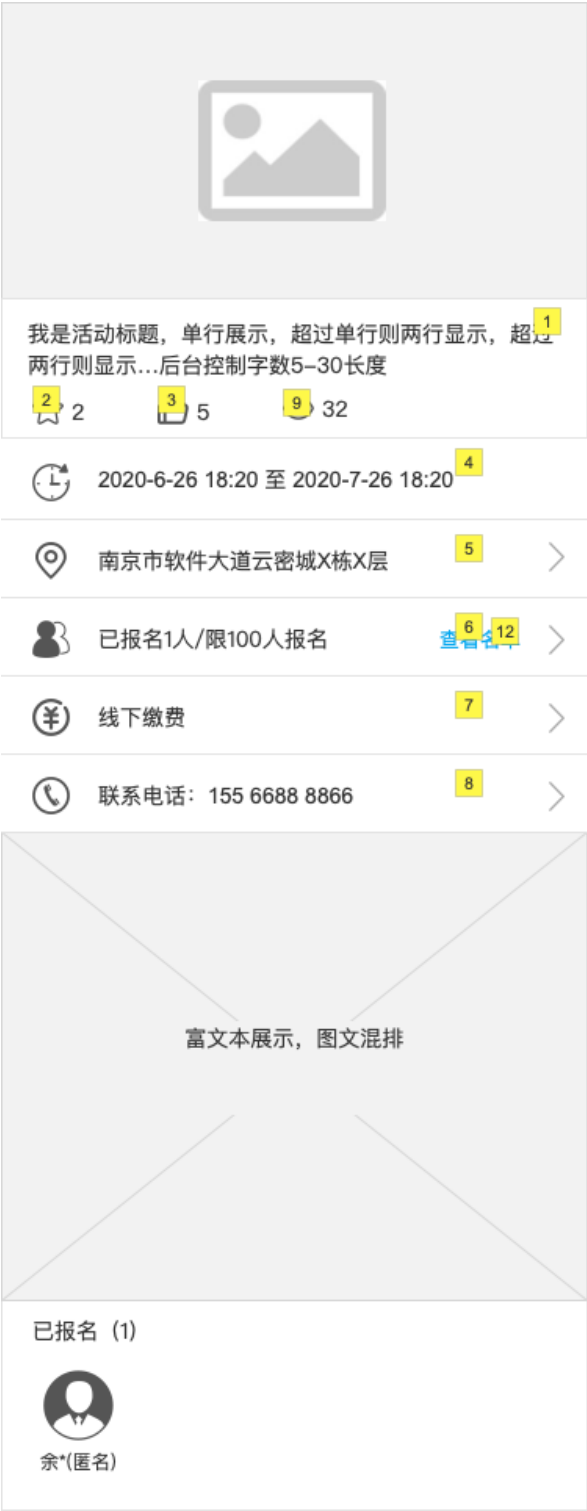 我是活动标题，单行展示，超过单行则两行显示，超过
1
两行则显示...后台控制字数5-30长度
2 2 3 5 9 32
2020-6-26 18:20 至 2020-7-26 18:20 4
南京市软件大道云密城X栋X层 5
已报名1人/限100人报名 查看名单 6 12
线下缴费 7
联系电话：155 6688 8866 8
富文本展示，图文混排
已报名（1）
余*(匿名)